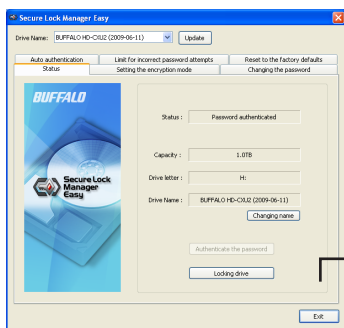 Secure Lock Manager Easy
Drive Name: BUFFALO HD-CXU2 (2009-06-11) Update
Auto authentication Limit for incorrect password attempts Reset to the factory defaults
Status Setting the encryption mode Changing the password
BUFFALO
Secure Lock
Manager
Easy
Status : Password authenticated
Capacity : 1.0TB
Drive letter : H:
Drive Name : BUFFALO HD-CXU2 (2009-06-11)
Changing name
Authenticate the password
Locking drive
Exit